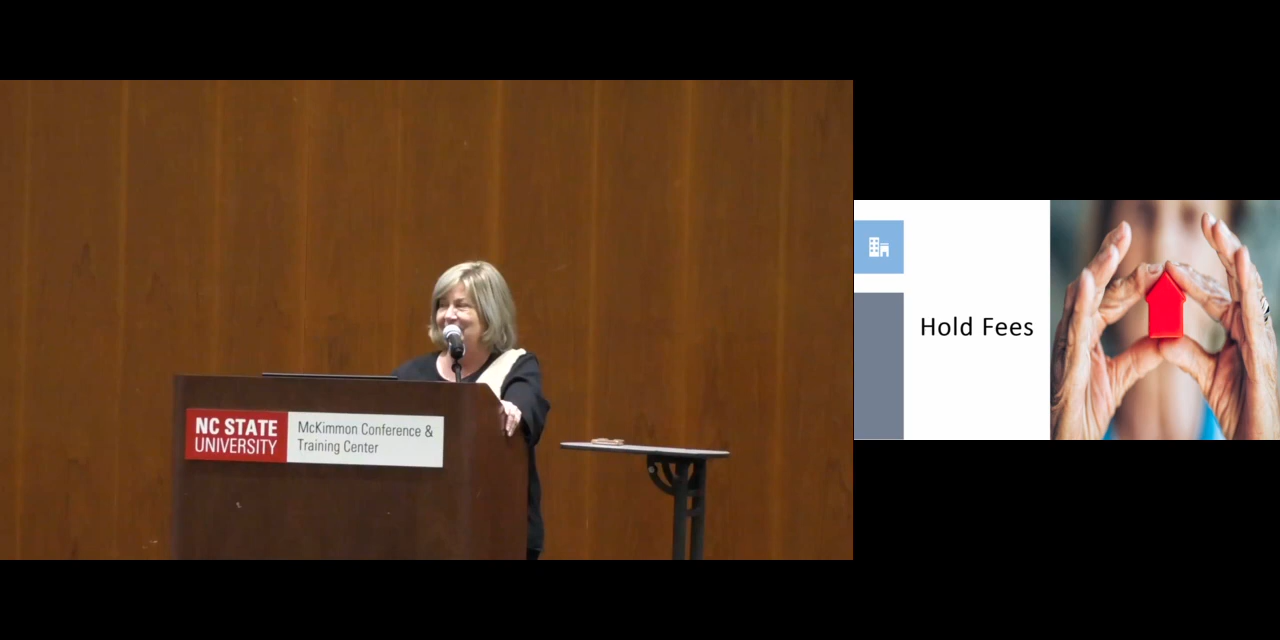 NC STATE
UNIVERSITY
McKimmon Conference &
Training Center
Hold Fees